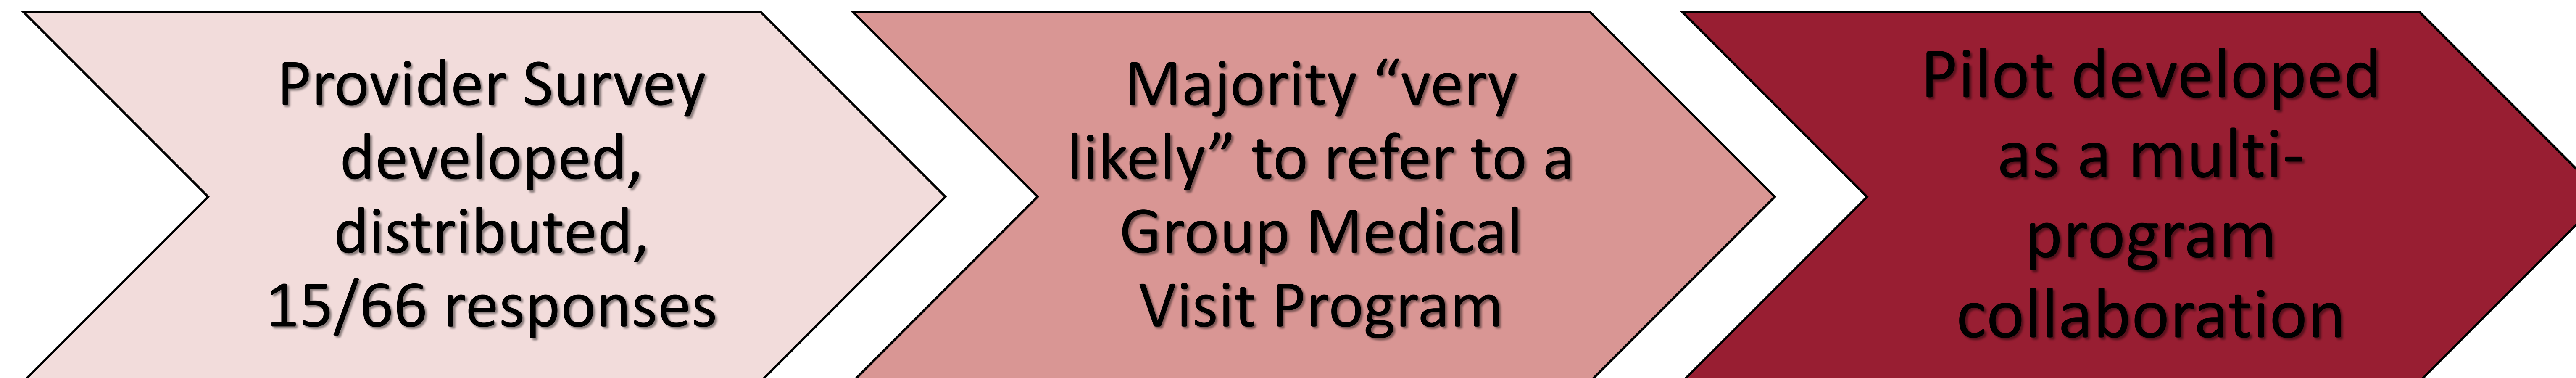 Provider Survey
developed,
distributed,
15/66 responses
Majority “very
likely” to refer to a
Group Medical
Visit Program
Pilot developed
as a multi-
program
collaboration